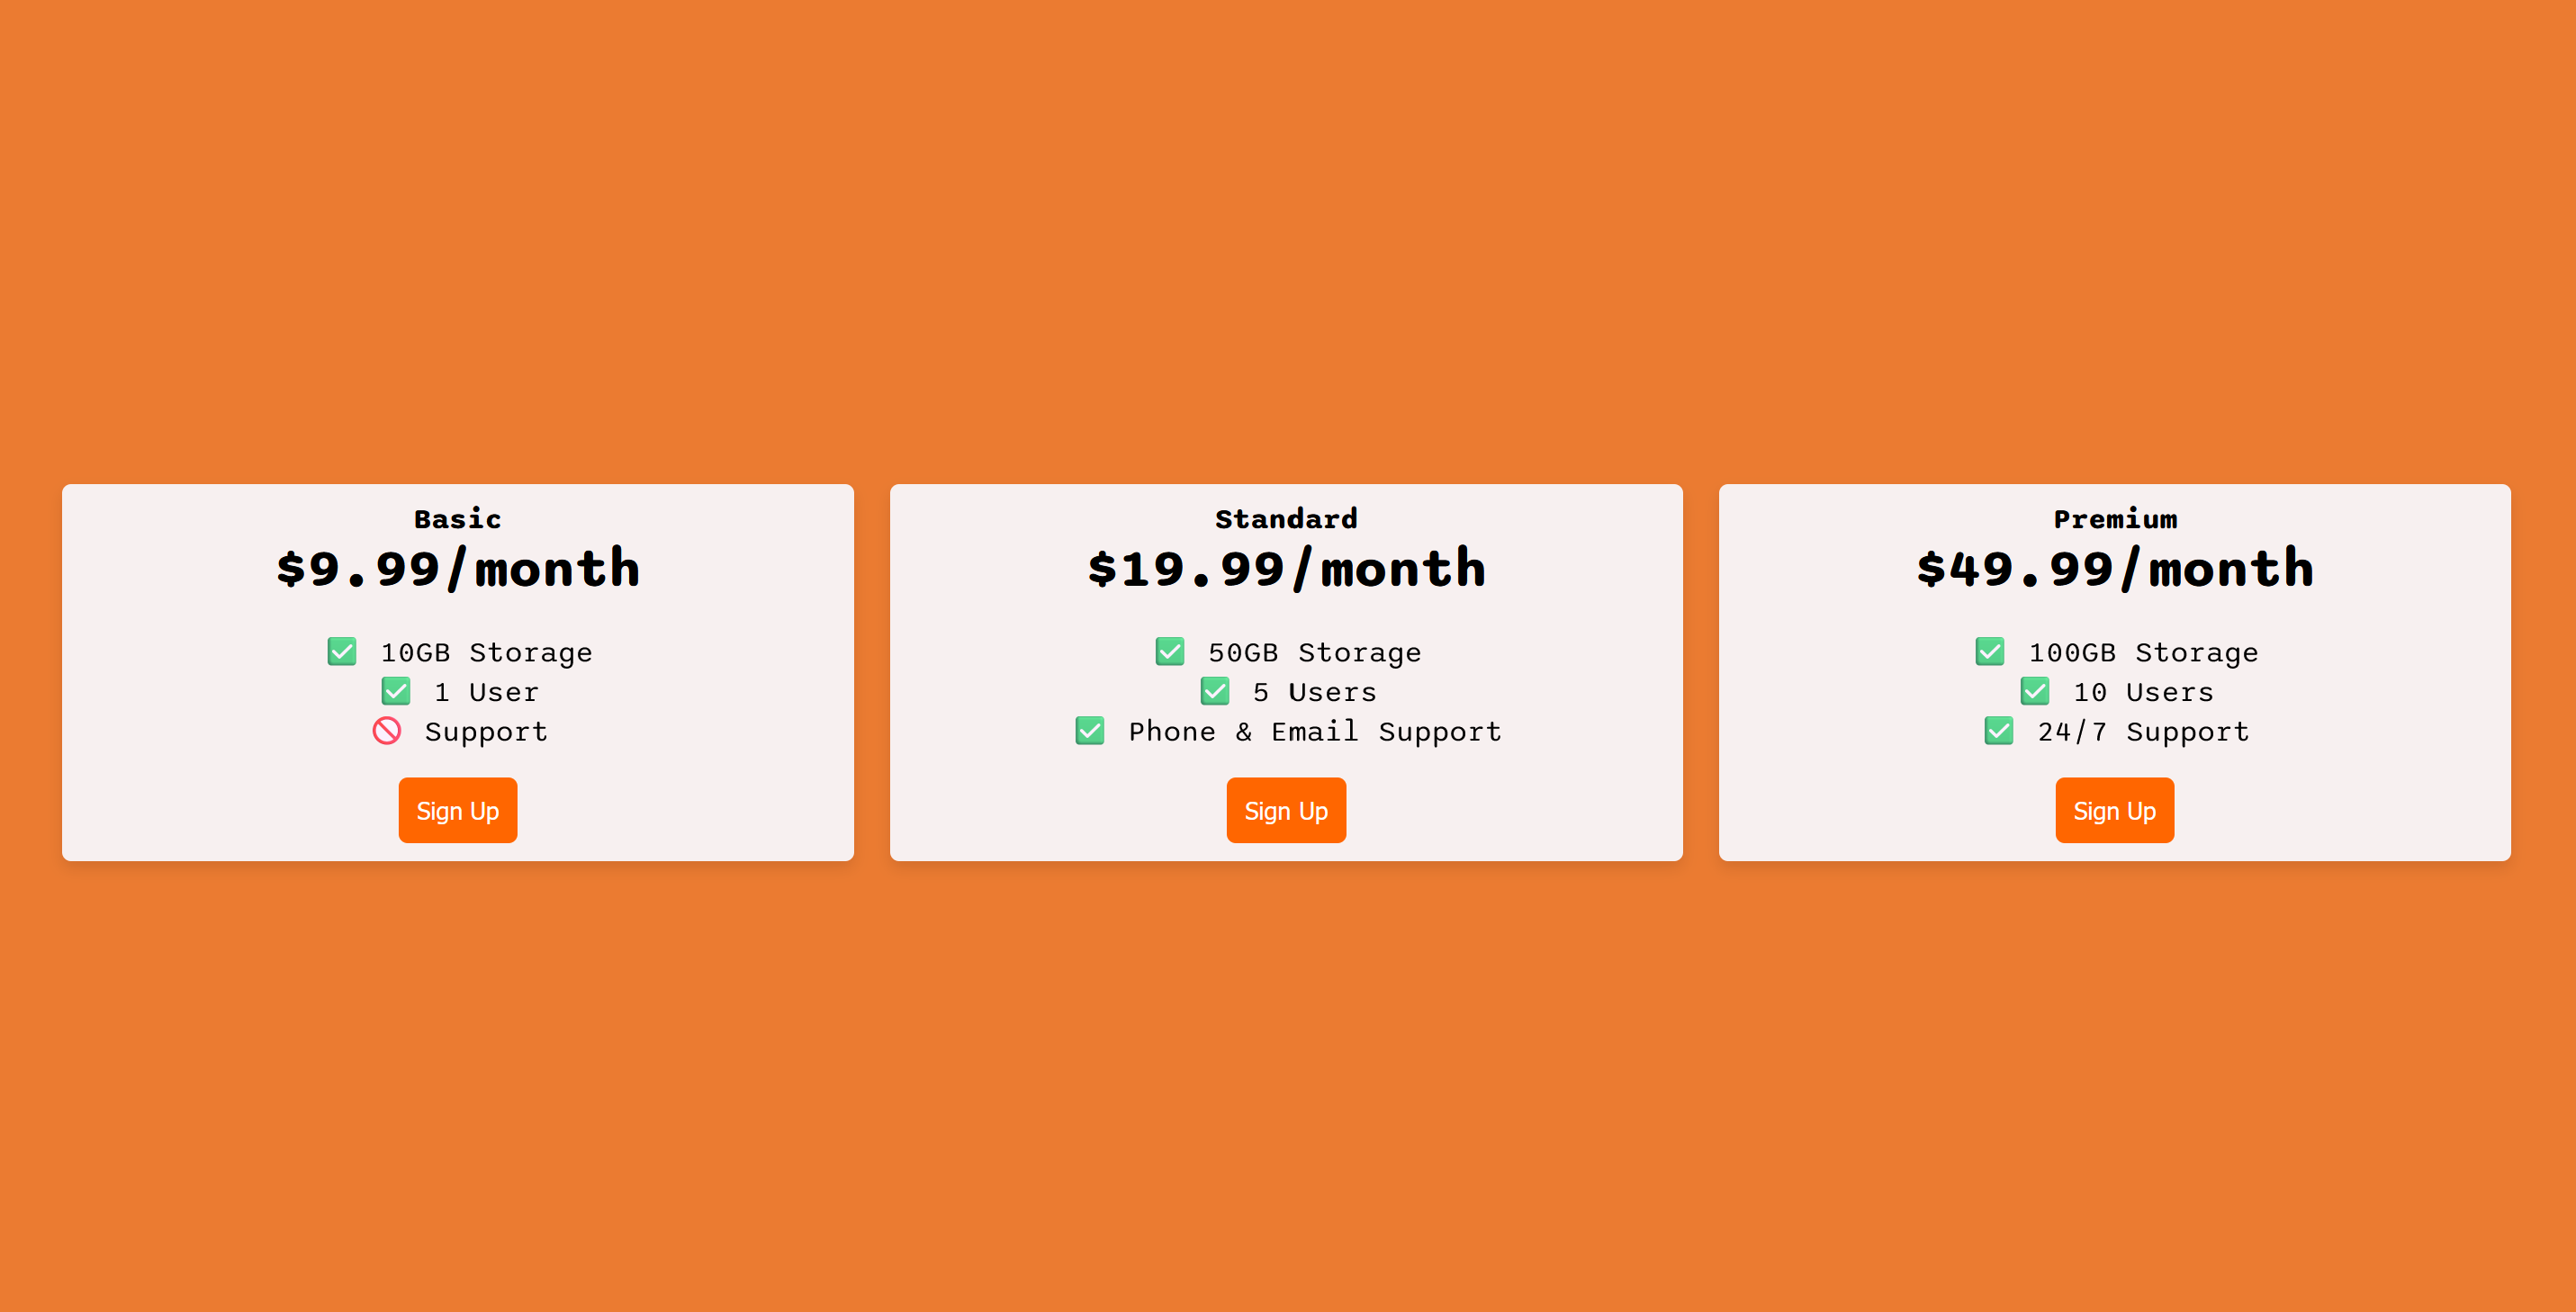 Basic
$9.99/month
✅ 10GB Storage
✅ 1 User
🚫 Support
Sign Up
Standard
$19.99/month
✅ 50GB Storage
✅ 5 Users
✅ Phone & Email Support
Sign Up
Premium
$49.99/month
✅ 100GB Storage
✅ 10 Users
✅ 24/7 Support
Sign Up